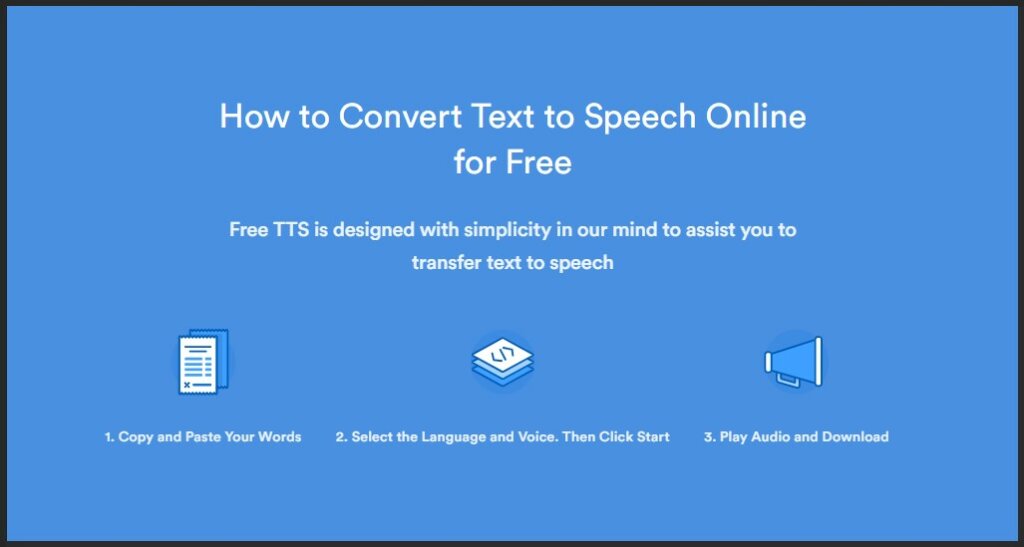 How to Convert Text to Speech Online
for Free
Free TTS is designed with simplicity in our mind to assist you to
transfer text to speech
</>
1. Copy and Paste Your Words
2. Select the Language and Voice. Then Click Start
3. Play Audio and Download